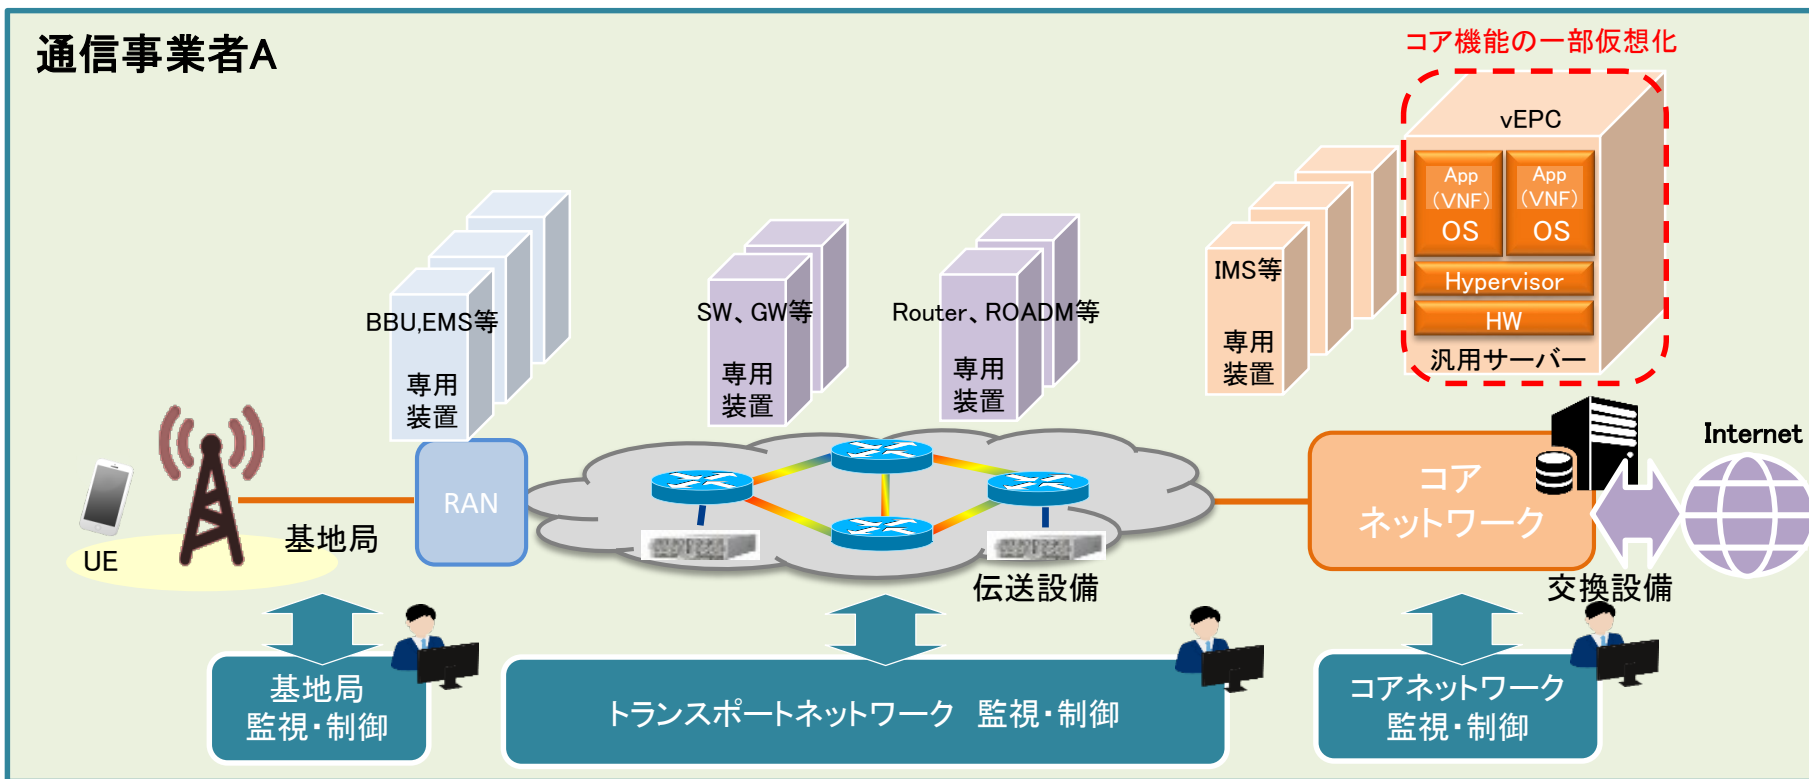 通信事業者A
コア機能の一部仮想化
vEPC
App
（VNF）
OS
App
（VNF）
OS
Hypervisor
HW
汎用サーバー
IMS等
専用
装置
BBU,EMS等
専用
装置
SW、GW等
専用
装置
Router、ROADM等
専用
装置
UE
基地局
RAN
伝送設備
コア
ネットワーク
Internet
交換設備
基地局
監視・制御
トランスポートネットワーク 監視・制御
コアネットワーク
監視・制御